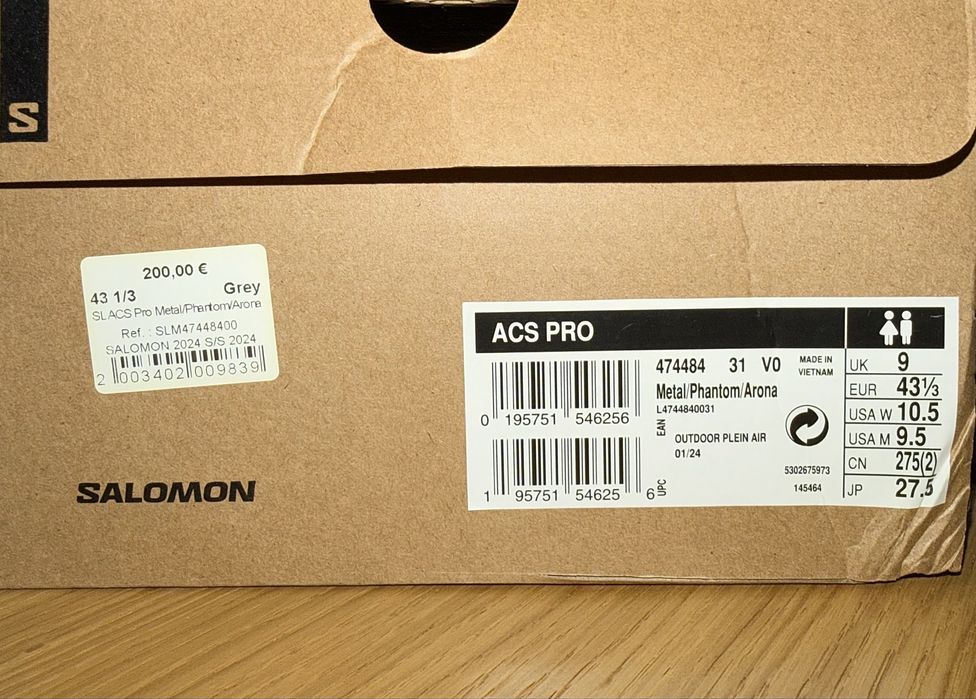 S
200,00 €
43 1/3 Grey
SLACS Pro Metal/Phantom/Arona
Ref. : SLM47448400
SALOMON 2024 S/S 2024
2 003402 009839
SALOMON
ACS PRO
0 195751 546256
EAN
1 95751 54625 6
UPC
474484 31 V0
Metal/Phantom/Arona
L4744840031
OUTDOOR PLEIN AIR
01/24
MADE IN
VIETNAM
5302675973
145464
UK 9
EUR 43⅓
USA W 10.5
USA M 9.5
CN 275(2)
JP 27.5